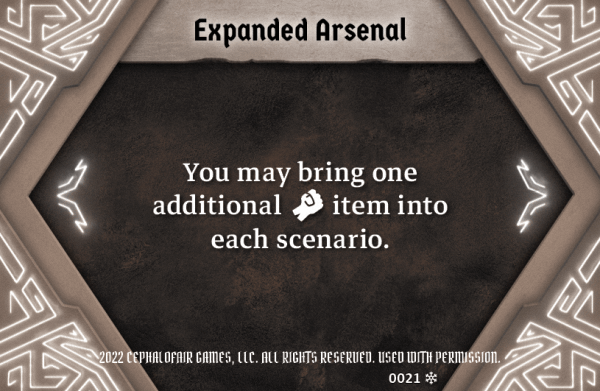 Expanded Arsenal
You may bring one
additional item into
each scenario.
2022 CEPHALOFAIR GAMES, LLC. ALL RIGHTS RESERVED. USED WITH PERMISSION.
0021